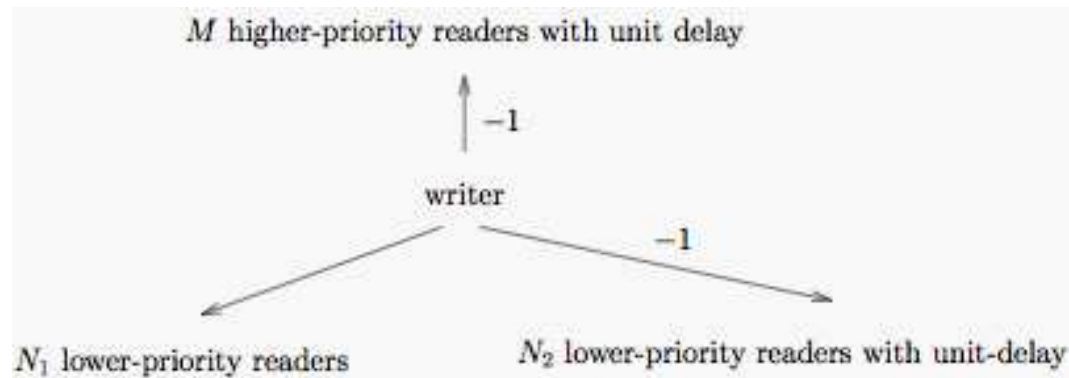 M higher-priority readers with unit delay
−1
writer
−1
N₁ lower-priority readers
N₂ lower-priority readers with unit-delay